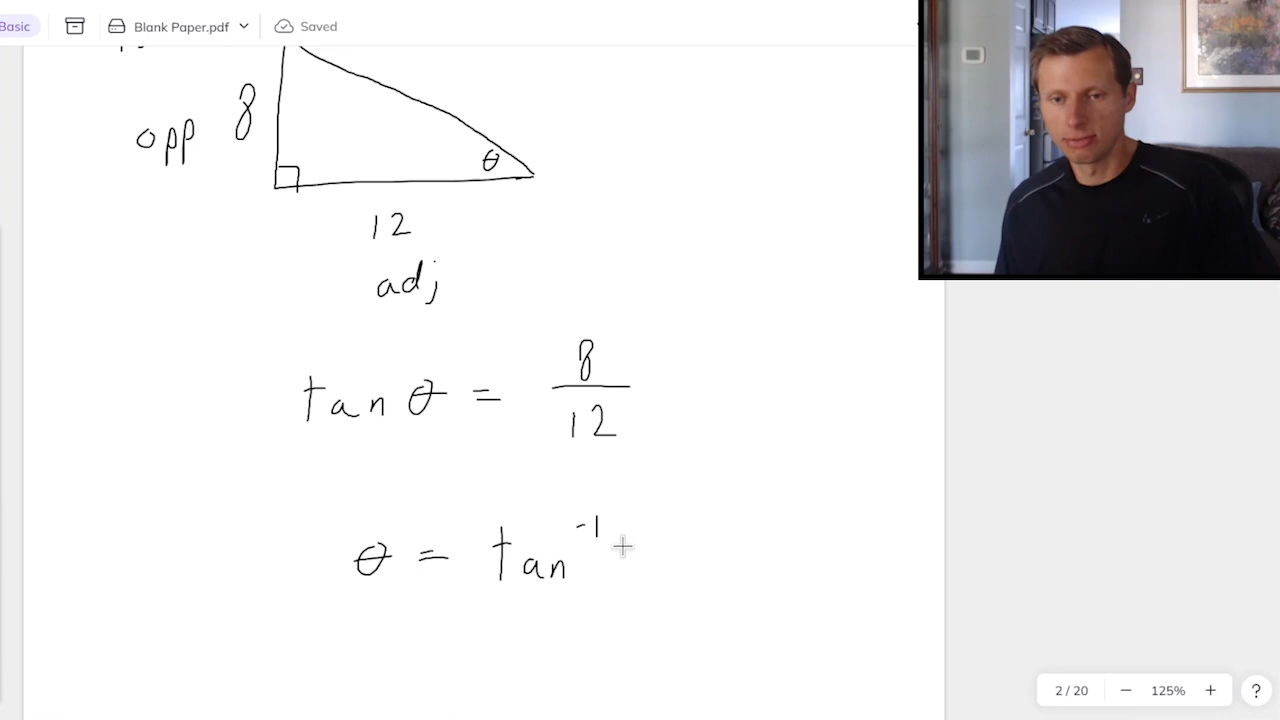 Basic
Blank Paper.pdf
Saved
opp 8
θ
12
adj
tan θ = 8/12
θ = tan⁻¹
2 / 20 − 125% + ?